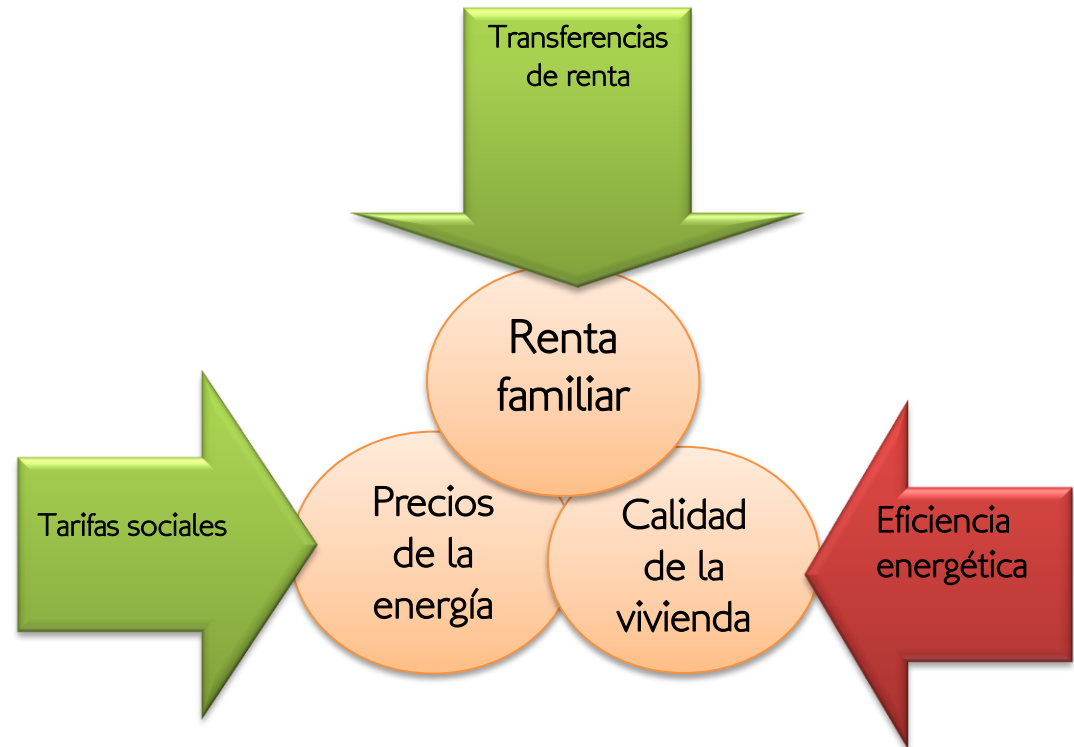 Transferencias
de renta
Renta
familiar
Precios
de la
energía
Calidad
de la
vivienda
Tarifas sociales
Eficiencia
energética